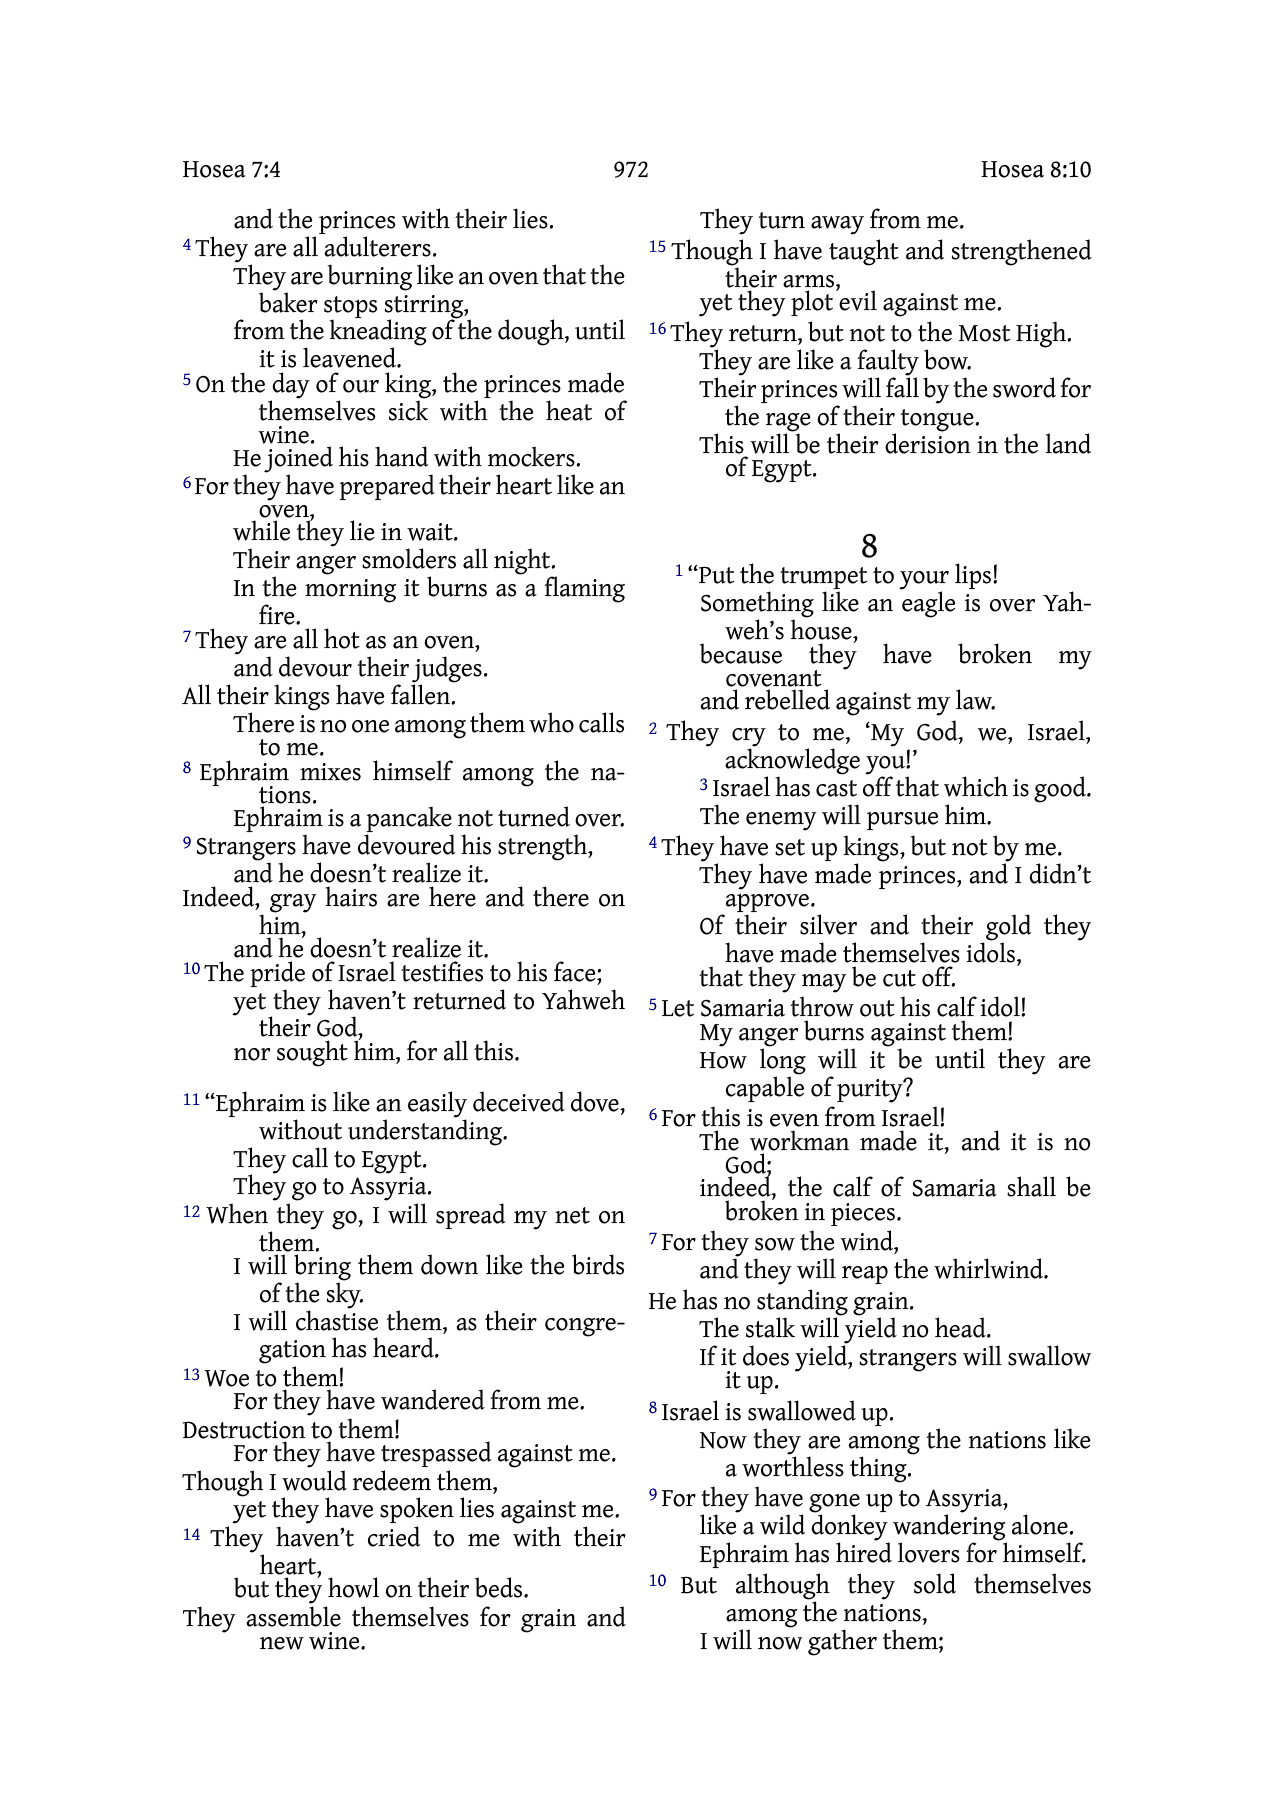 Hosea 7:4 972 Hosea 8:10
and the princes with their lies.
4 They are all adulterers.
They are burning like an oven that the
baker stops stirring,
from the kneading of the dough, until
it is leavened.
5 On the day of our king, the princes made
themselves sick with the heat of
wine.
He joined his hand with mockers.
6 For they have prepared their heart like an
oven,
while they lie in wait.
Their anger smolders all night.
In the morning it burns as a flaming
fire.
7 They are all hot as an oven,
and devour their judges.
All their kings have fallen.
There is no one among them who calls
to me.
8 Ephraim mixes himself among the na-
tions.
Ephraim is a pancake not turned over.
9 Strangers have devoured his strength,
and he doesn’t realize it.
Indeed, gray hairs are here and there on
him,
and he doesn’t realize it.
10 The pride of Israel testifies to his face;
yet they haven’t returned to Yahweh
their God,
nor sought him, for all this.
11 “Ephraim is like an easily deceived dove,
without understanding.
They call to Egypt.
They go to Assyria.
12 When they go, I will spread my net on
them.
I will bring them down like the birds
of the sky.
I will chastise them, as their congre-
gation has heard.
13 Woe to them!
For they have wandered from me.
Destruction to them!
For they have trespassed against me.
Though I would redeem them,
yet they have spoken lies against me.
14 They haven’t cried to me with their
heart,
but they howl on their beds.
They assemble themselves for grain and
new wine.
They turn away from me.
15 Though I have taught and strengthened
their arms,
yet they plot evil against me.
16 They return, but not to the Most High.
They are like a faulty bow.
Their princes will fall by the sword for
the rage of their tongue.
This will be their derision in the land
of Egypt.
8
1 “Put the trumpet to your lips!
Something like an eagle is over Yah-
weh’s house,
because they have broken my
covenant
and rebelled against my law.
2 They cry to me, ‘My God, we, Israel,
acknowledge you!’
3 Israel has cast off that which is good.
The enemy will pursue him.
4 They have set up kings, but not by me.
They have made princes, and I didn’t
approve.
Of their silver and their gold they
have made themselves idols,
that they may be cut off.
5 Let Samaria throw out his calf idol!
My anger burns against them!
How long will it be until they are
capable of purity?
6 For this is even from Israel!
The workman made it, and it is no
God;
indeed, the calf of Samaria shall be
broken in pieces.
7 For they sow the wind,
and they will reap the whirlwind.
He has no standing grain.
The stalk will yield no head.
If it does yield, strangers will swallow
it up.
8 Israel is swallowed up.
Now they are among the nations like
a worthless thing.
9 For they have gone up to Assyria,
like a wild donkey wandering alone.
Ephraim has hired lovers for himself.
10 But although they sold themselves
among the nations,
I will now gather them;